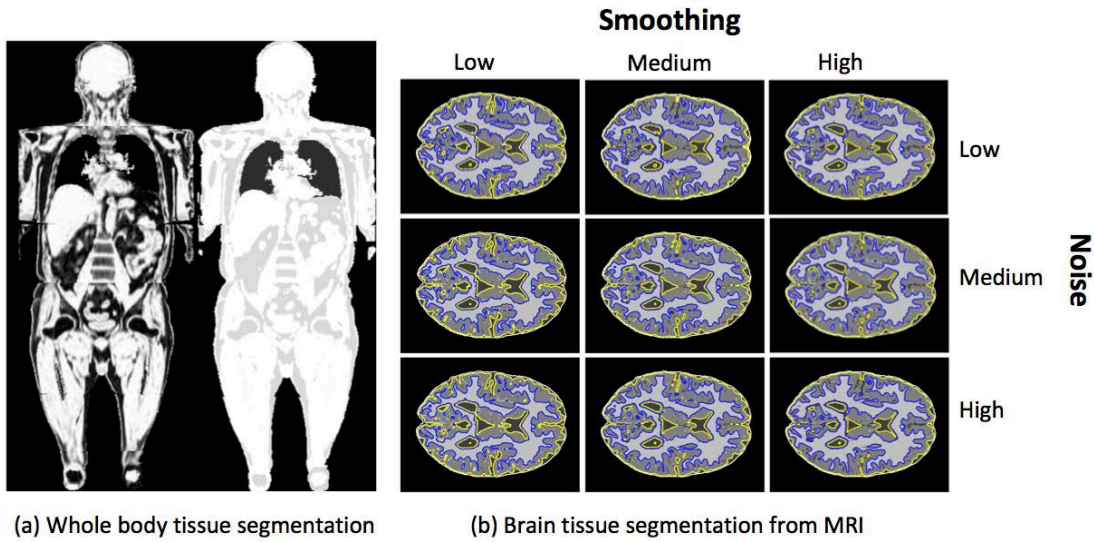 Smoothing
Low Medium High
Low
Medium
High
Noise
(a) Whole body tissue segmentation
(b) Brain tissue segmentation from MRI